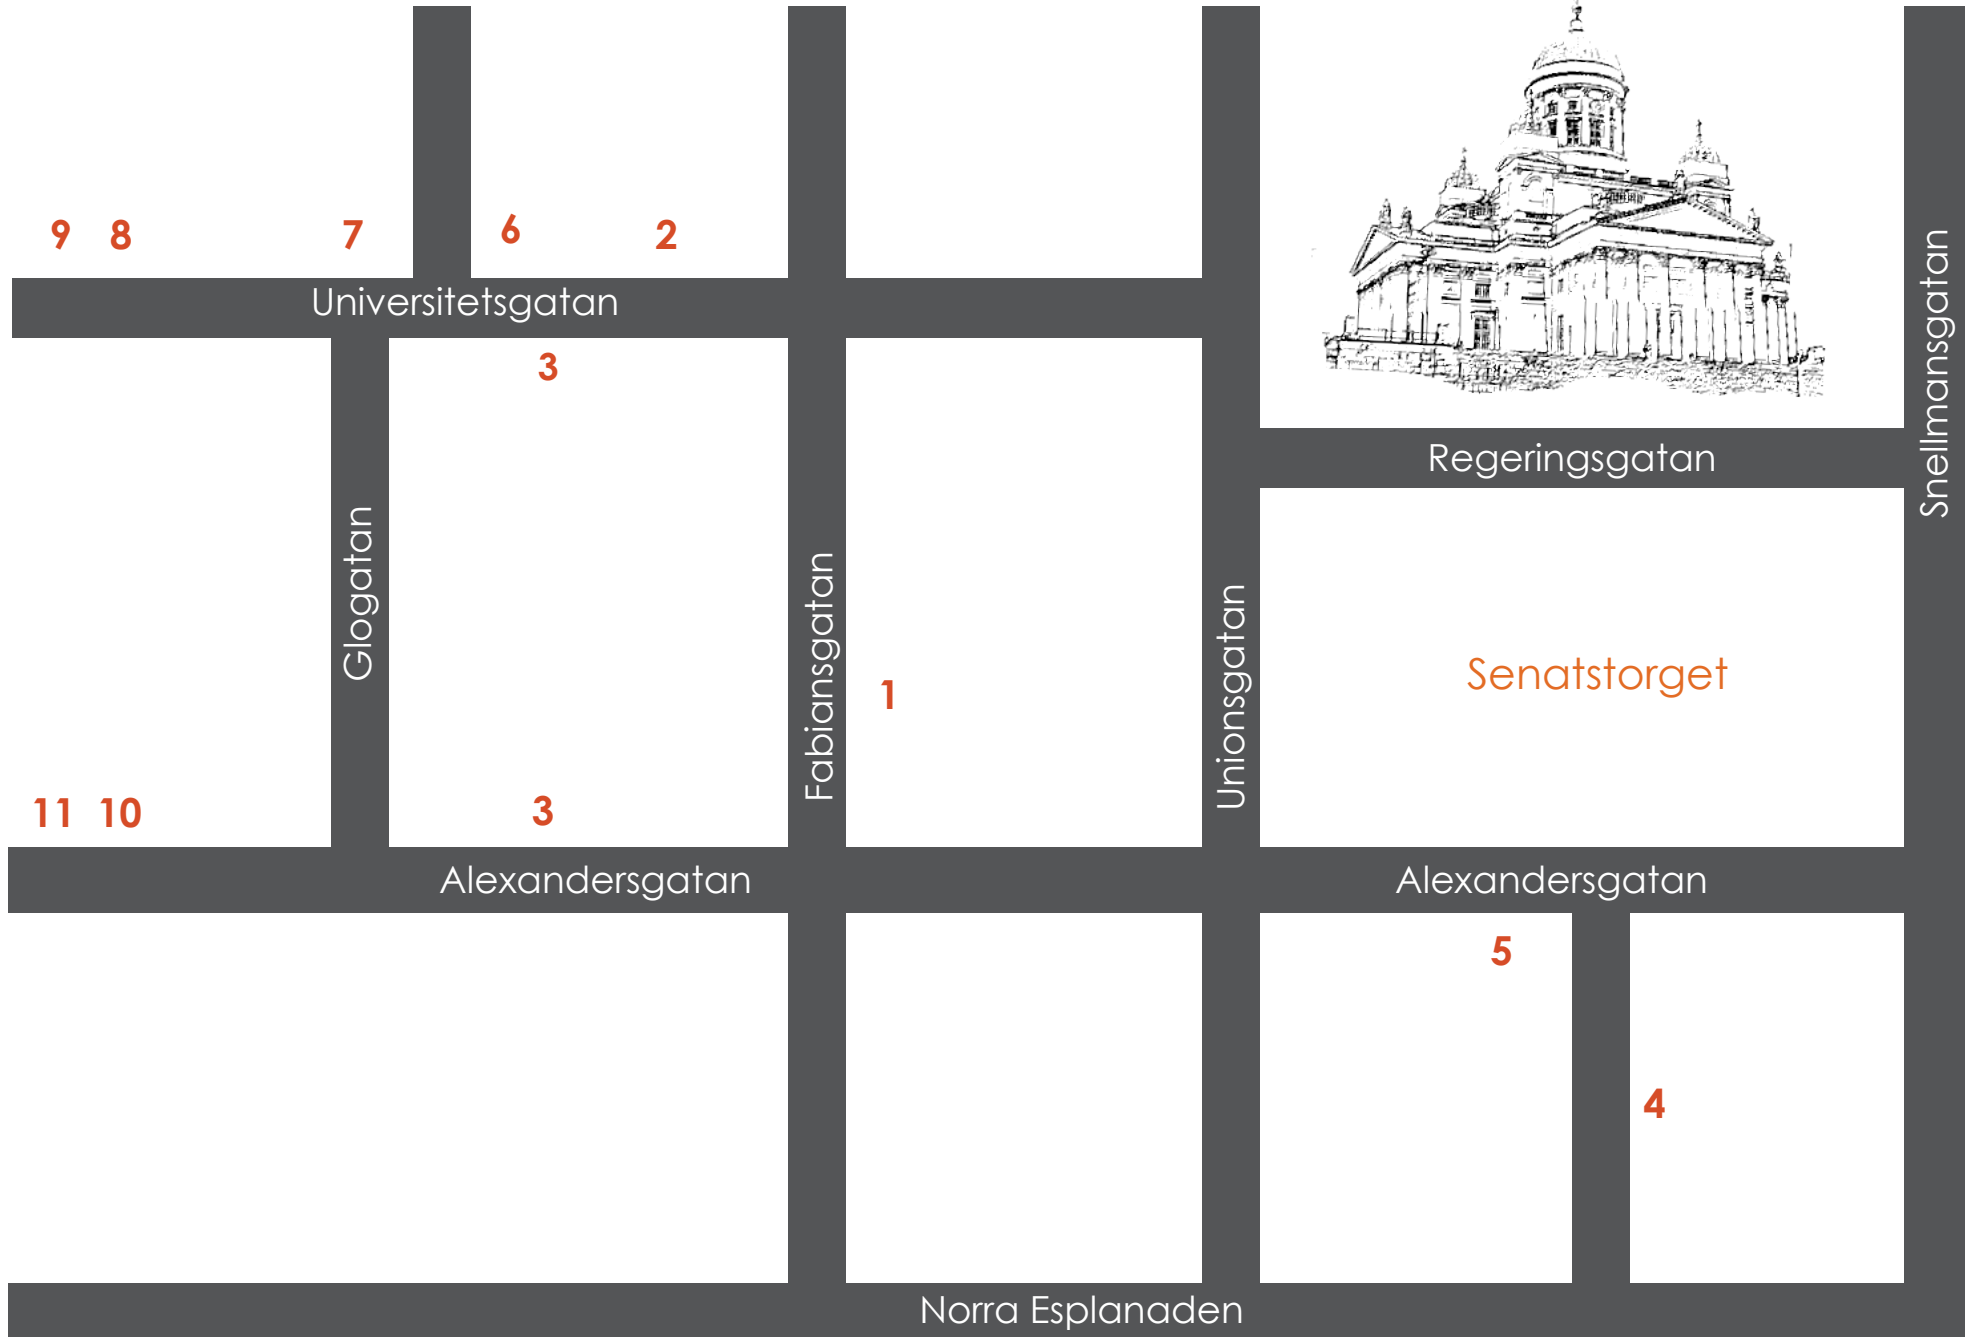 9 8 7 6 2
Universitetsgatan
3
Regeringsgatan
Snellmansgatan
Glogatan
Fabiansgatan
Unionsgatan
Senatstorget
1
11 10 3
Alexandersgatan
Alexandersgatan
5
4
Norra Esplanaden